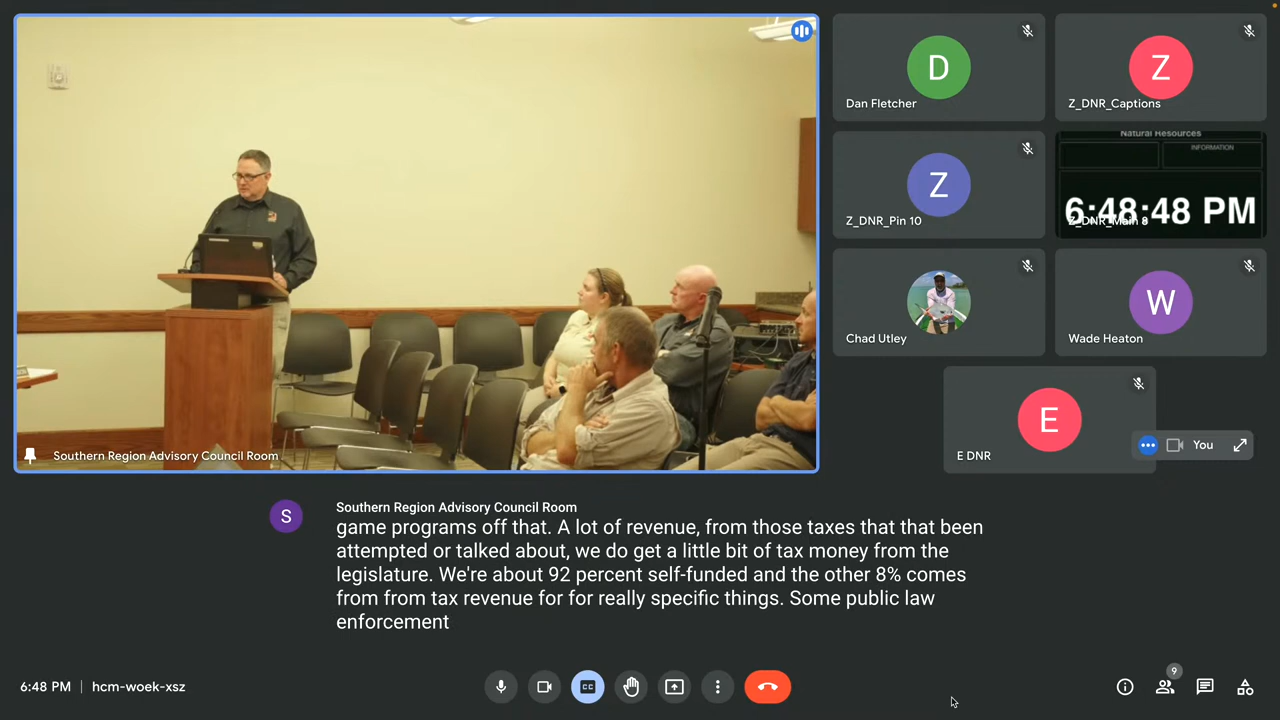 D
Dan Fletcher
Z
Z_DNR_Captions
Z
Z_DNR_Pin 10
Natural Resources
INFORMATION
6:48:48 PM
Z_DNR_Main 8
Chad Utley
W
Wade Heaton
E
E DNR
You
Southern Region Advisory Council Room
S
Southern Region Advisory Council Room
game programs off that. A lot of revenue, from those taxes that that been
attempted or talked about, we do get a little bit of tax money from the
legislature. We're about 92 percent self-funded and the other 8% comes
from from tax revenue for for really specific things. Some public law
enforcement
6:48 PM | hcm-woek-xsz
CC
9